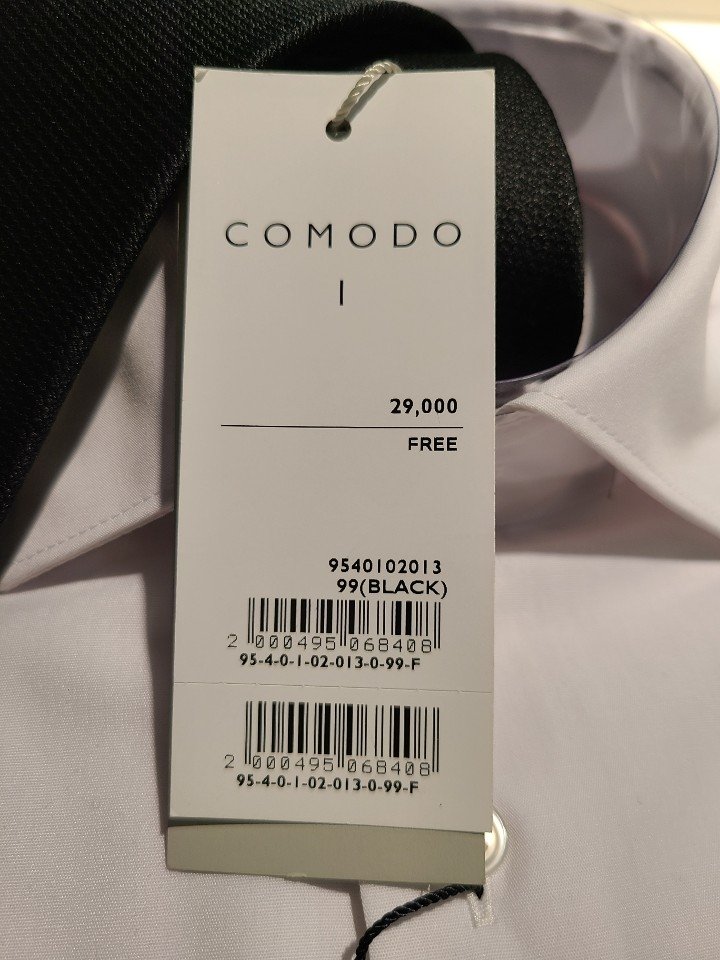 COMODO
I
29,000
FREE
9540102013
99(BLACK)
2 000495 068408
95-4-0-1-02-013-0-99-F
2 000495 068408
95-4-0-1-02-013-0-99-F